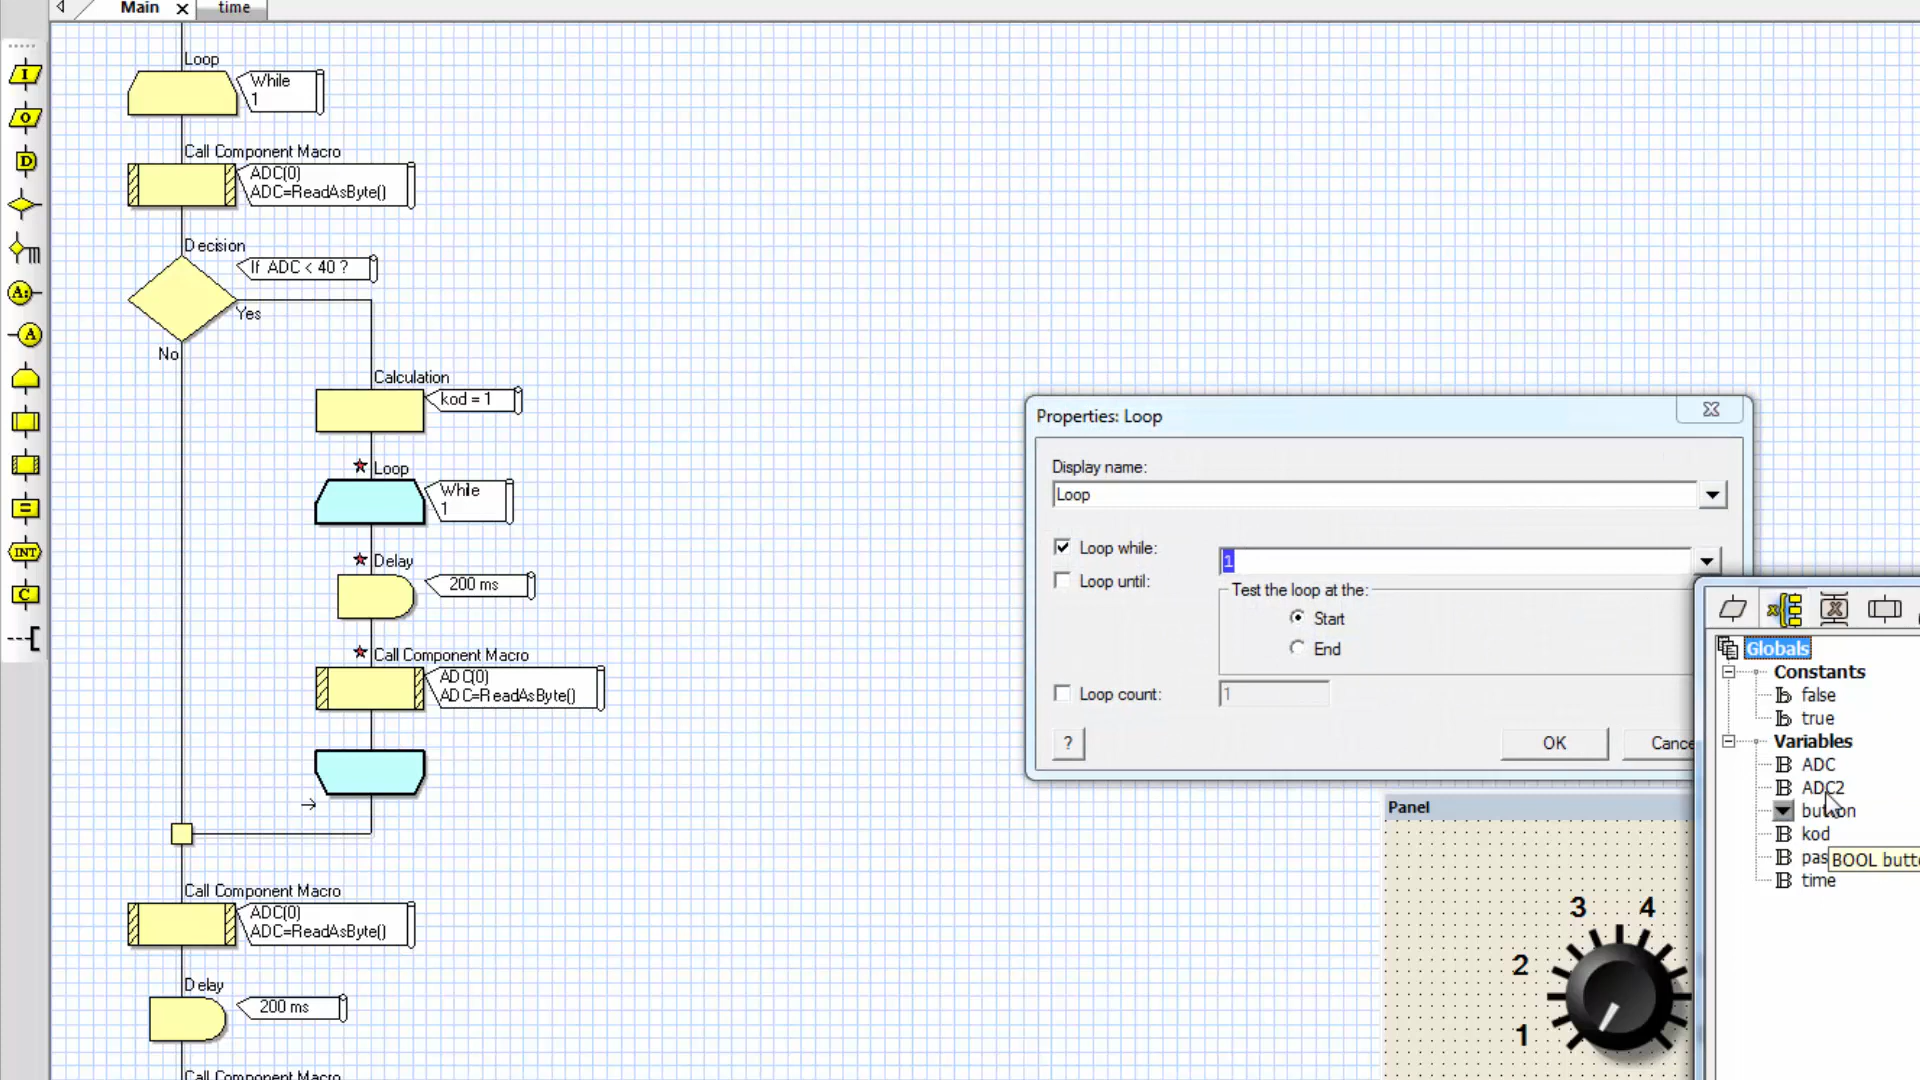 Main
time
Loop
While
1
Call Component Macro
ADC(0)
ADC=ReadAsByte()
Decision
If ADC < 40 ?
Yes
No
Calculation
kod = 1
Loop
While
1
Delay
200 ms
Call Component Macro
ADC(0)
ADC=ReadAsByte()
Call Component Macro
ADC(0)
ADC=ReadAsByte()
Delay
200 ms
Call Component Macro
I
O
D
A:
A
=
INT
C
Properties: Loop
Display name:
Loop
Loop while:
1
Loop until:
Test the loop at the:
Start
End
Loop count:
1
?
OK
Cance
Globals
Constants
false
true
Variables
ADC
ADC2
button
kod
pas
BOOL butto
time
Panel
3
4
2
1